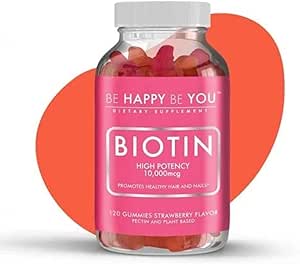 BE HAPPY BE YOU™
DIETARY SUPPLEMENT
BIOTIN
HIGH POTENCY
10,000mcg
PROMOTES HEALTHY HAIR AND NAILS*
120 GUMMIES STRAWBERRY FLAVOR
PECTIN AND PLANT BASED